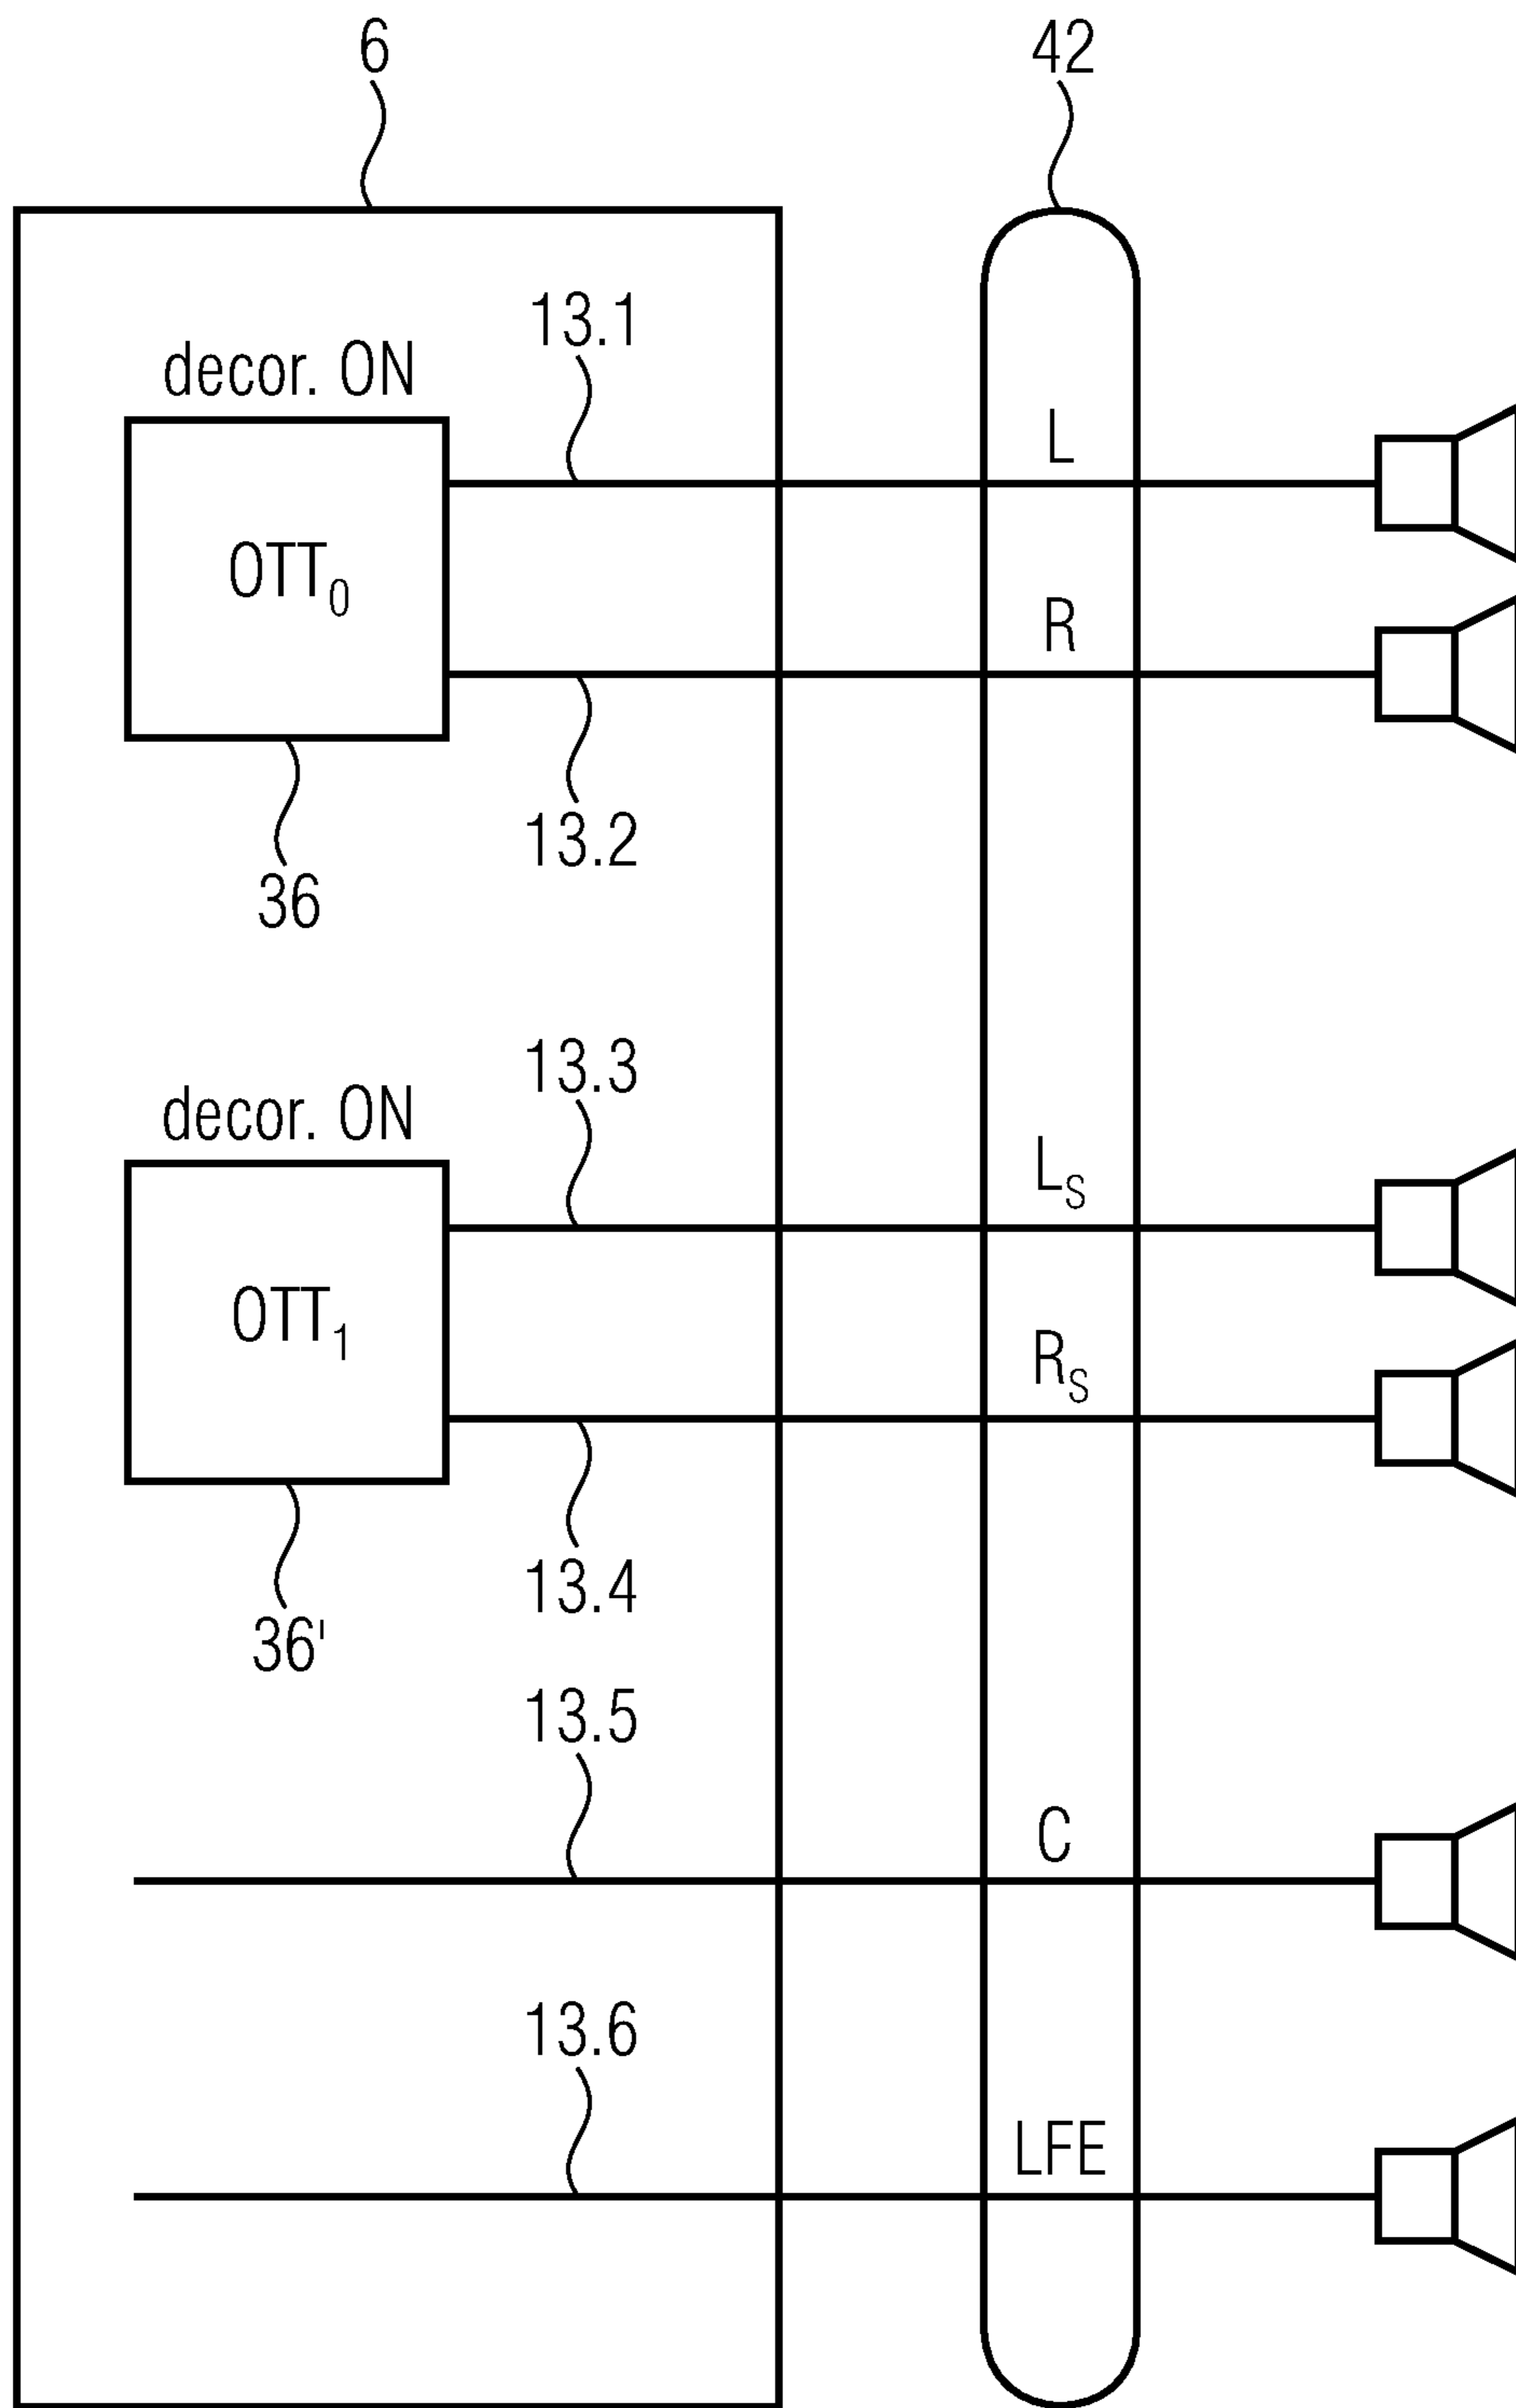 6
42
13.1
decor. ON
L
OTT₀
R
13.2
36
13.3
decor. ON
Lₛ
OTT₁
Rₛ
13.4
36'
13.5
C
13.6
LFE